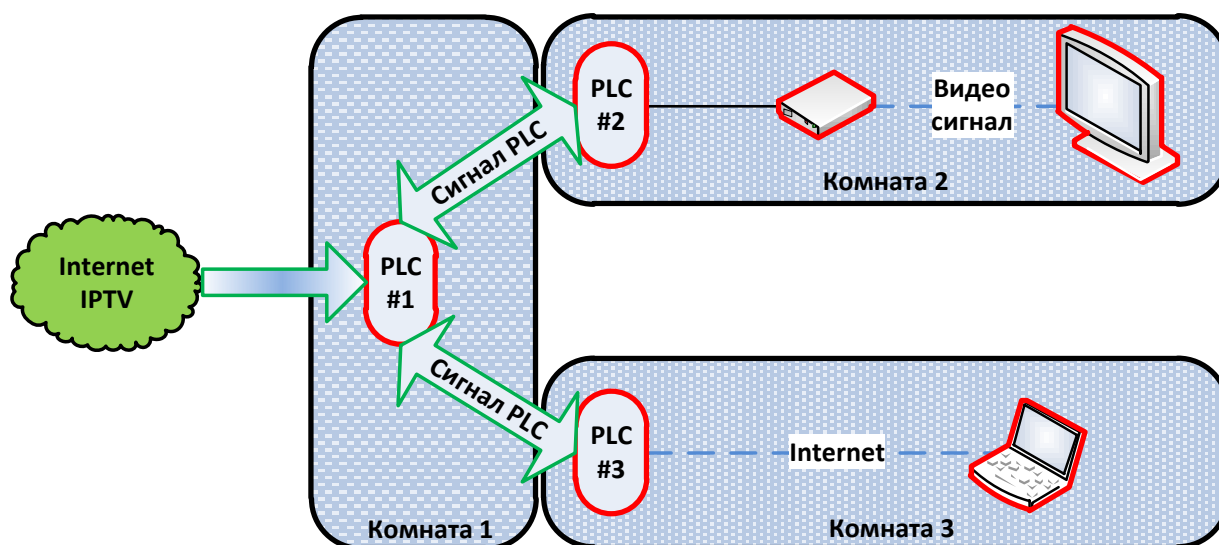 Internet
IPTV
PLC
#1
Сигнал PLC
Сигнал PLC
Комната 1
PLC
#2
Видео
сигнал
Комната 2
PLC
#3
Internet
Комната 3